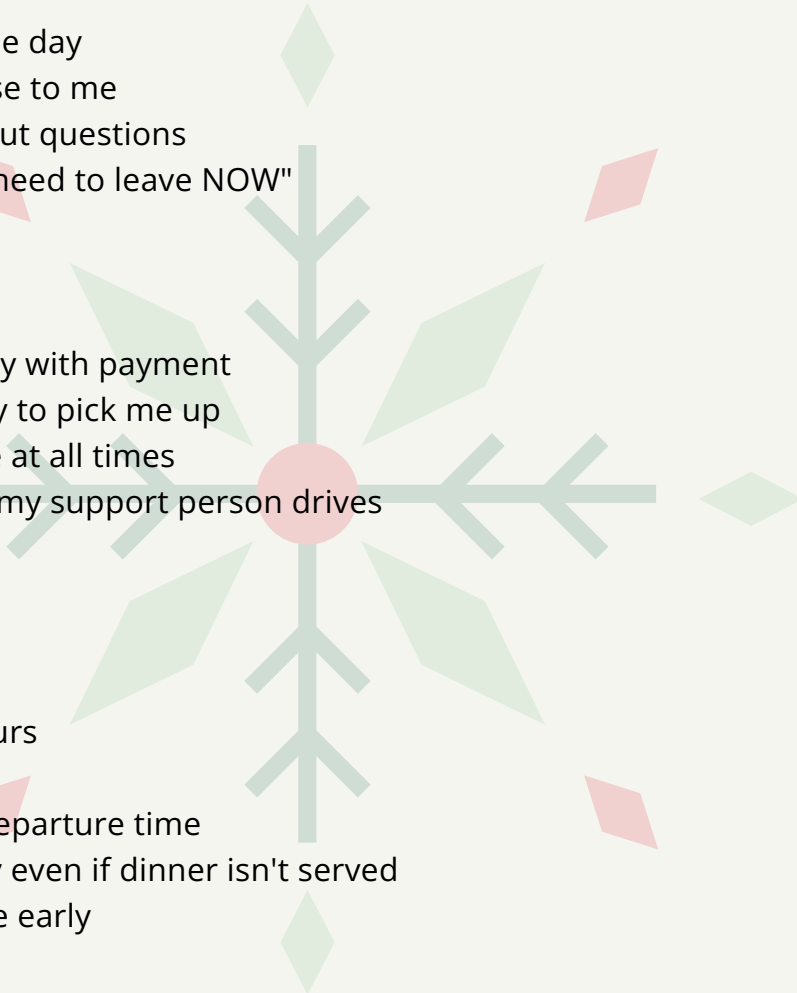 e day
se to me
ut questions
need to leave NOW"
y with payment
y to pick me up
e at all times
my support person drives
urs
eparture time
y even if dinner isn't served
e early